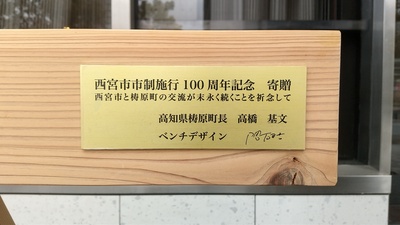 西宮市市制施行100周年記念 寄贈
西宮市と梼原町の交流が末永く続くことを祈念して
高知県梼原町長 高橋 基文
ベンチデザイン